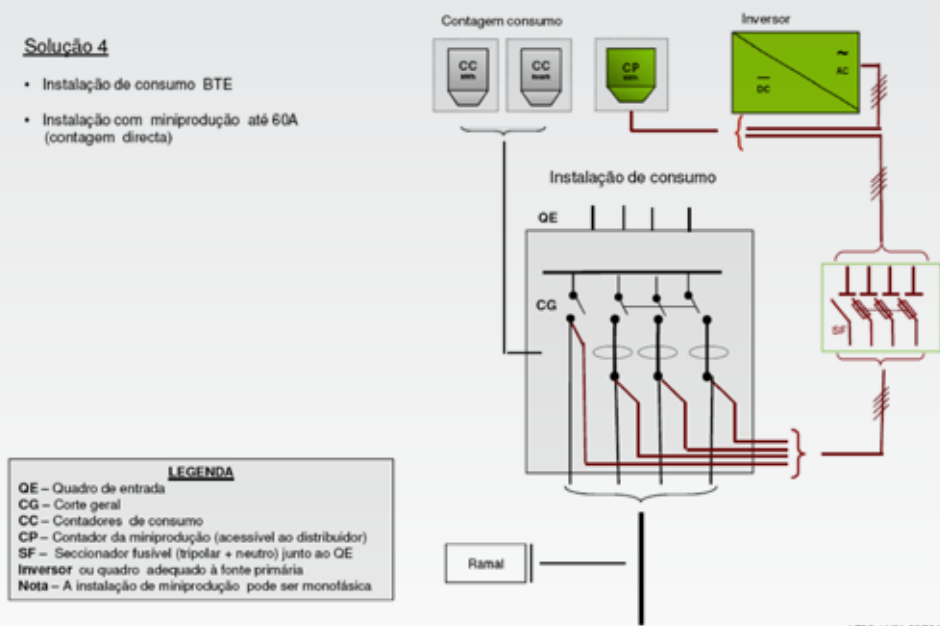 Solução 4
• Instalação de consumo BTE
• Instalação com miniprodução até 60A
(contagem directa)
Contagem consumo
Inversor
CC
kWh
CC
CP
kWh
~
AC
DC
Instalação de consumo
QE
CG
SF
LEGENDA
QE – Quadro de entrada
CG – Corte geral
CC – Contadores de consumo
CP – Contador da miniprodução (acessível ao distribuidor)
SF – Seccionador fusível (tripolar + neutro) junto ao QE
Inversor ou quadro adequado à fonte primária
Nota – A instalação de miniprodução pode ser monofásica
Ramal